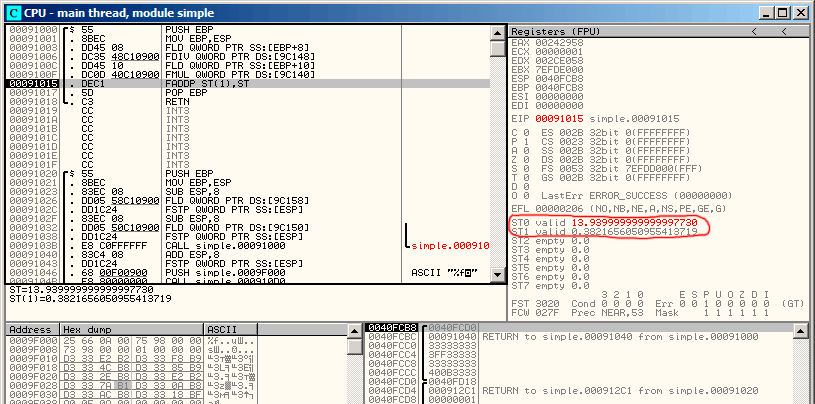 CPU - main thread, module simple
00091000 $ 55 PUSH EBP
00091001 . 8BEC MOV EBP,ESP
00091003 . DD45 08 FLD QWORD PTR SS:[EBP+8]
00091006 . DC35 48C10900 FDIV QWORD PTR DS:[9C148]
0009100C . DD45 10 FLD QWORD PTR SS:[EBP+10]
0009100F . DC0D 40C10900 FMUL QWORD PTR DS:[9C140]
00091015 . DEC1 FADDP ST(1),ST
00091017 . 5D POP EBP
00091018 . C3 RETN
00091019 CC INT3
0009101A CC INT3
0009101B CC INT3
0009101C CC INT3
0009101D CC INT3
0009101E CC INT3
0009101F CC INT3
00091020 $ 55 PUSH EBP
00091021 . 8BEC MOV EBP,ESP
00091023 . 83EC 08 SUB ESP,8
00091026 . DD05 58C10900 FLD QWORD PTR DS:[9C158]
0009102C . DD1C24 FSTP QWORD PTR SS:[ESP]
0009102F . 83EC 08 SUB ESP,8
00091032 . DD05 50C10900 FLD QWORD PTR DS:[9C150]
00091038 . DD1C24 FSTP QWORD PTR SS:[ESP]
0009103B . E8 C0FFFFFF CALL simple.00091000 simple.000910
00091040 . 83C4 08 ADD ESP,8
00091043 . DD1C24 FSTP QWORD PTR SS:[ESP]
00091046 . 68 00F00900 PUSH simple.0009F000 ASCII "%f
CALL simple.000910D0
ST=13.939999999999997730
ST(1)=0.3821656050955413719
Registers (FPU) < <
EAX 00242958
ECX 00000001
EDX 002CE058
EBX 7EFDE000
ESP 0040FCB8
EBP 0040FCB8
ESI 00000000
EDI 00000000
EIP 00091015 simple.00091015
C 0 ES 002B 32bit 0(FFFFFFFF)
P 1 CS 0023 32bit 0(FFFFFFFF)
A 0 SS 002B 32bit 0(FFFFFFFF)
Z 0 DS 002B 32bit 0(FFFFFFFF)
S 0 FS 0053 32bit 7EFDD000(FFF)
T 0 GS 002B 32bit 0(FFFFFFFF)
D 0
O 0 LastErr ERROR_SUCCESS (00000000)
EFL 00000206 (NO,NB,NE,A,NS,PE,GE,G)
ST0 valid 13.939999999999997730
ST1 valid 0.3821656050955413719
ST2 empty 0.0
ST3 empty 0.0
ST4 empty 0.0
ST5 empty 0.0
ST6 empty 0.0
ST7 empty 0.0
3 2 1 0 E S P U O Z D I
FST 3020 Cond 0 0 0 0 Err 0 0 1 0 0 0 0 0 (GT)
FCW 027F Prec NEAR,53 Mask 1 1 1 1 1 1
Address Hex dump ASCII
0009F000 25 66 0A 00 75 98 00 00
0009F008 73 98 00 00 01 00 00 00
0009F010 D3 33 E2 B2 D3 33 F8 B9
0009F018 D3 33 4C B8 D3 33 85 B9
0009F020 D3 33 2E B8 D3 33 E2 B2
0009F028 D3 33 7A B1 D3 33 0A B8
0009F030 D3 33 AC B8 D3 33 18 BF
0040FCB8 0040FCD0
0040FCBC 00091040 RETURN to simple.00091040 from simple.00091000
0040FCC0 33333333
0040FCC4 3FF33333
0040FCC8 33333333
0040FCCC 400B3333
0040FCD0 0040FD18
0040FCD4 000912C1 RETURN to simple.000912C1 from simple.00091020
0040FCD8 00000001